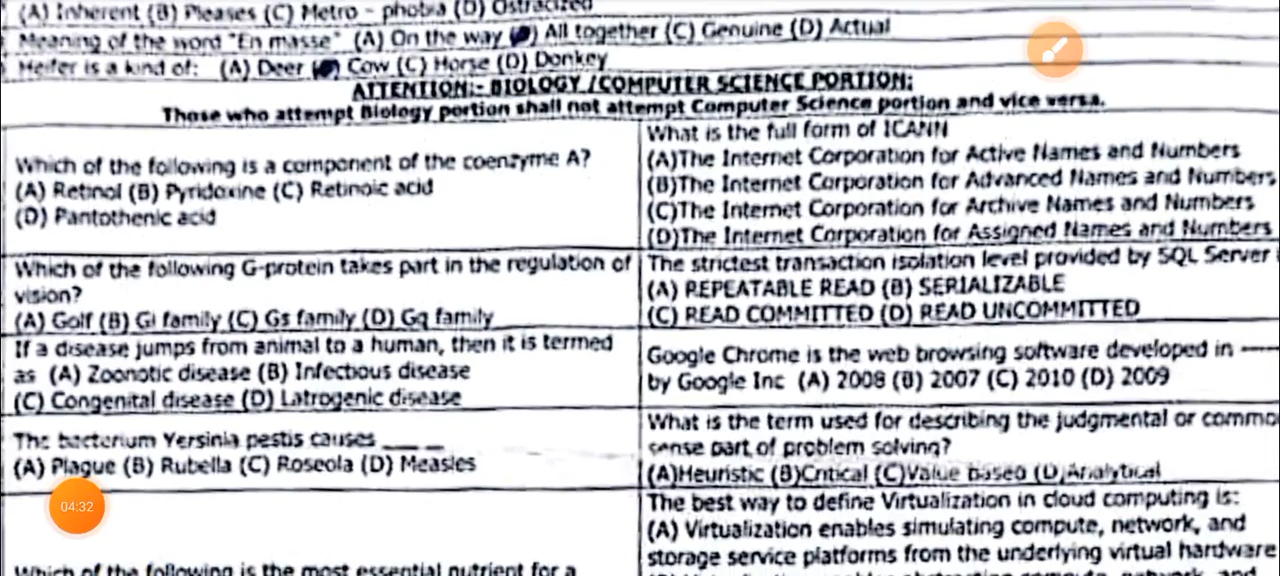 (A) Inherent (B) Pleases (C) Metro - phobia (D) Ostracized
Meaning of the word "En masse" (A) On the way All together (C) Genuine (D) Actual
Heifer is a kind of: (A) Deer Cow (C) Horse (D) Donkey
ATTENTION:- BIOLOGY /COMPUTER SCIENCE PORTION:
Those who attempt Biology portion shall not attempt Computer Science portion and vice versa.
Which of the following is a component of the coenzyme A?
(A) Retinol (B) Pyridoxine (C) Retinoic acid
(D) Pantothenic acid
What is the full form of ICANN
(A)The Internet Corporation for Active Names and Numbers
(B)The Internet Corporation for Advanced Names and Numbers
(C)The Internet Corporation for Archive Names and Numbers
(D)The Internet Corporation for Assigned Names and Numbers
Which of the following G-protein takes part in the regulation of
vision?
(A) Golf (B) Gi family (C) Gs family (D) Gq family
The strictest transaction isolation level provided by SQL Server
(A) REPEATABLE READ (B) SERIALIZABLE
(C) READ COMMITTED (D) READ UNCOMMITTED
If a disease jumps from animal to a human, then it is termed
as (A) Zoonotic disease (B) Infectious disease
(C) Congenital disease (D) Latrogenic disease
Google Chrome is the web browsing software developed in ----
by Google Inc (A) 2008 (B) 2007 (C) 2010 (D) 2009
The bacterium Yersinia pestis causes ____ __
(A) Plague (B) Rubella (C) Roseola (D) Measles
What is the term used for describing the judgmental or commo
sense part of problem solving?
(A)Heuristic (B)Critical (C)Value based (D)Analytical
04:32
The best way to define Virtualization in cloud computing is:
(A) Virtualization enables simulating compute, network, and
storage service platforms from the underlying virtual hardware
Which of the following is the most essential nutrient for a